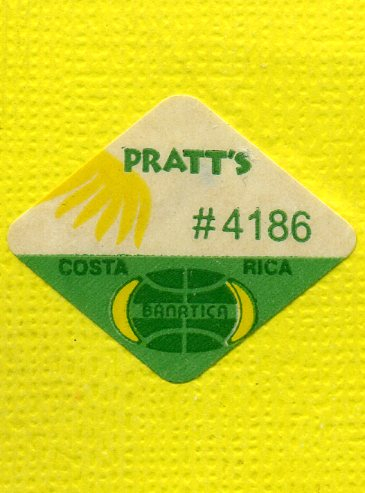 PRATT'S
#4186
COSTA RICA
BANATICA